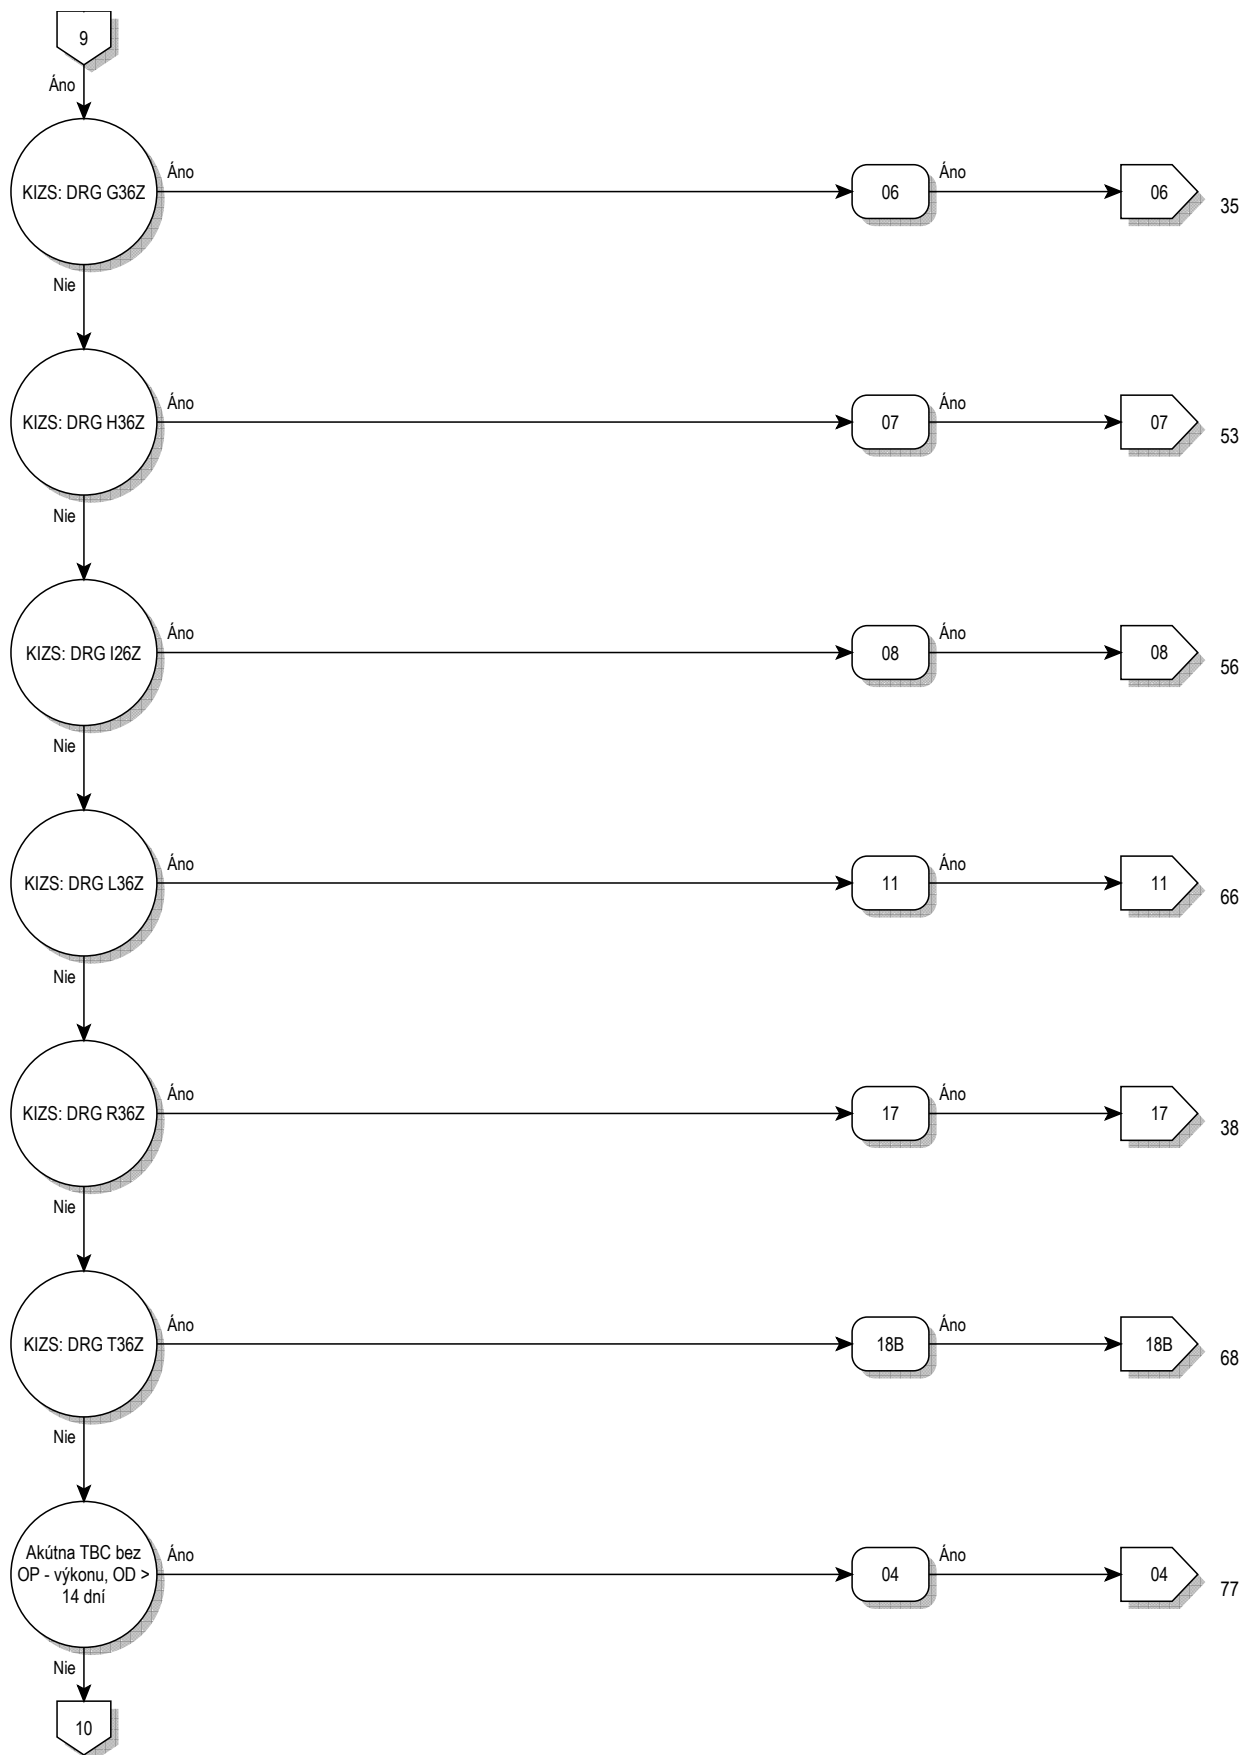 9
Áno
KIZS: DRG G36Z
Áno
06
Áno
06
35
Nie
KIZS: DRG H36Z
Áno
07
Áno
07
53
Nie
KIZS: DRG I26Z
Áno
08
Áno
08
56
Nie
KIZS: DRG L36Z
Áno
11
Áno
11
66
Nie
KIZS: DRG R36Z
Áno
17
Áno
17
38
Nie
KIZS: DRG T36Z
Áno
18B
Áno
18B
68
Nie
Akútna TBC bez
OP - výkonu, OD >
14 dní
Áno
04
Áno
04
77
Nie
10